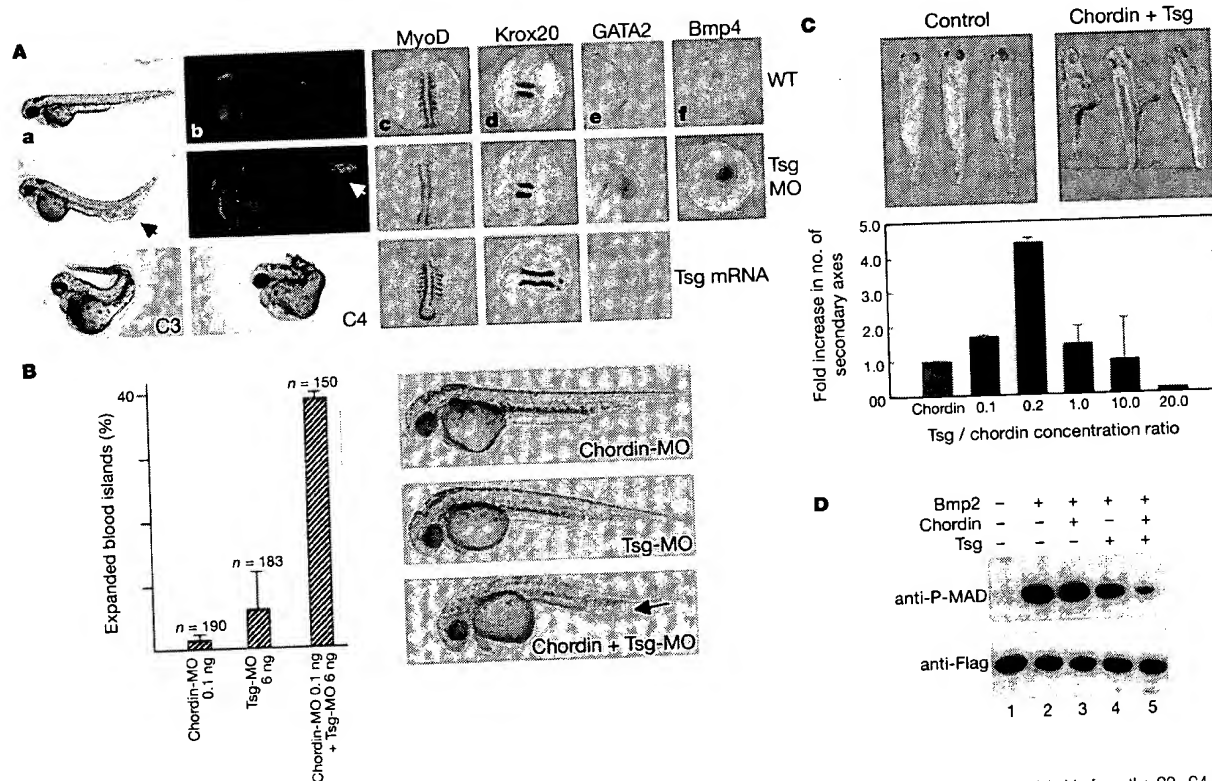 A
a
b
MyoD
Krox20
GATA2
Bmp4
c
d
e
f
WT
Tsg
MO
C3
C4
Tsg mRNA
B
Expanded blood islands (%)
40
n = 150
n = 183
n = 190
Chordin-MO
0.1 ng
Tsg-MO
6 ng
Chordin-MO 0.1 ng
+ Tsg-MO 6 ng
Chordin-MO
Tsg-MO
Chordin + Tsg-MO
C
Control
Chordin + Tsg
Fold increase in no. of
secondary axes
5.0
4.0
3.0
2.0
1.0
00
Chordin 0.1 0.2 1.0 10.0 20.0
Tsg / chordin concentration ratio
D
Bmp2 – + + + +
Chordin – – + – +
Tsg – – – + +
anti-P-MAD
anti-Flag
1 2 3 4 5